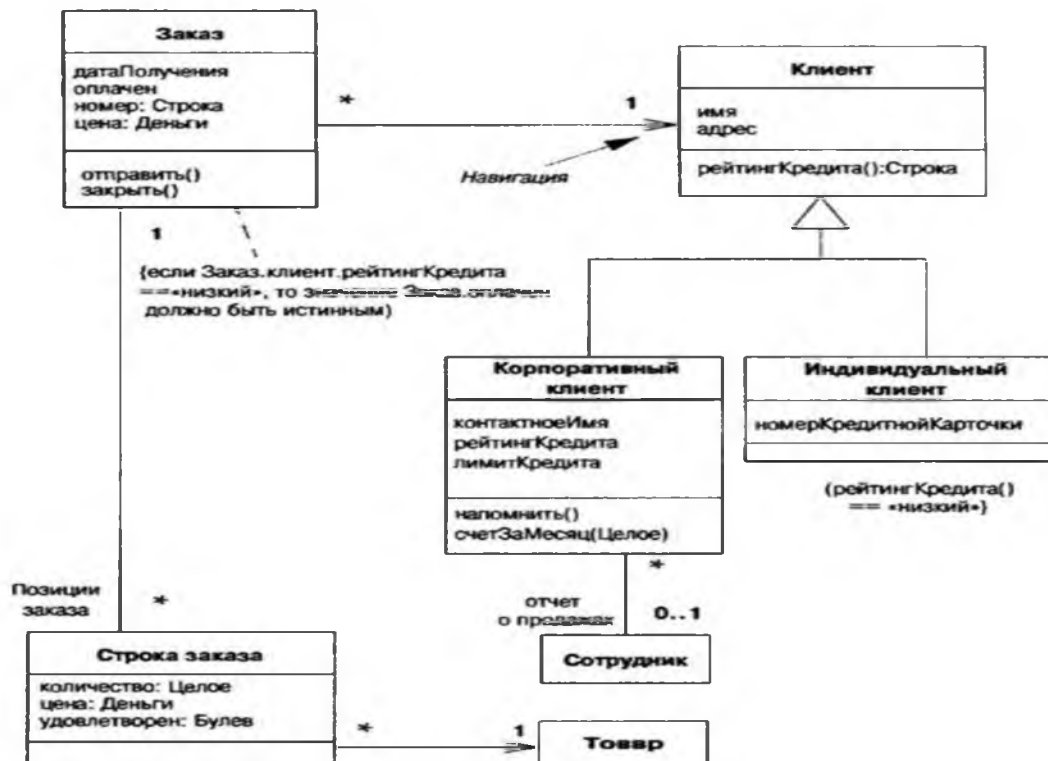 Заказ
датаПолучения
оплачен
номер: Строка
цена: Деньги
отправить()
закрыть()
*
1
Навигация
Клиент
имя
адрес
рейтингКредита():Строка
1
{если Заказ.клиент.рейтингКредита
==«низкий», то значение Заказ.оплачен
должно быть истинным)
Корпоративный
клиент
контактноеИмя
рейтингКредита
лимитКредита
напомнить()
счетЗаМесяц(Целое)
Индивидуальный
клиент
номерКредитнойКарточки
(рейтингКредита()
== «низкий»}
*
отчет
о продажах
0..1
Сотрудник
Позиции
заказа
*
Строка заказа
количество: Целое
цена: Деньги
удовлетворен: Булев
*
1
Товвр